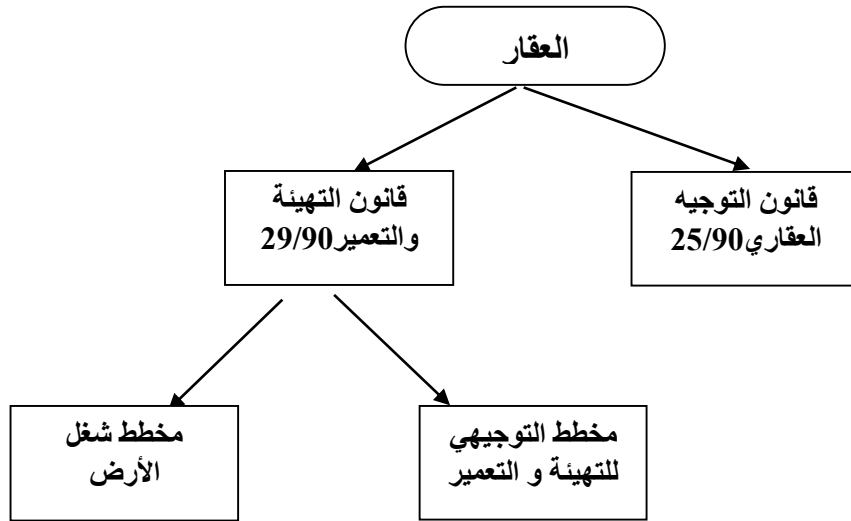 العقار
قانون التوجيه
العقاري25/90
قانون التهيئة
والتعمير29/90
مخطط التوجيهي
للتهيئة و التعمير
مخطط شغل
الأرض